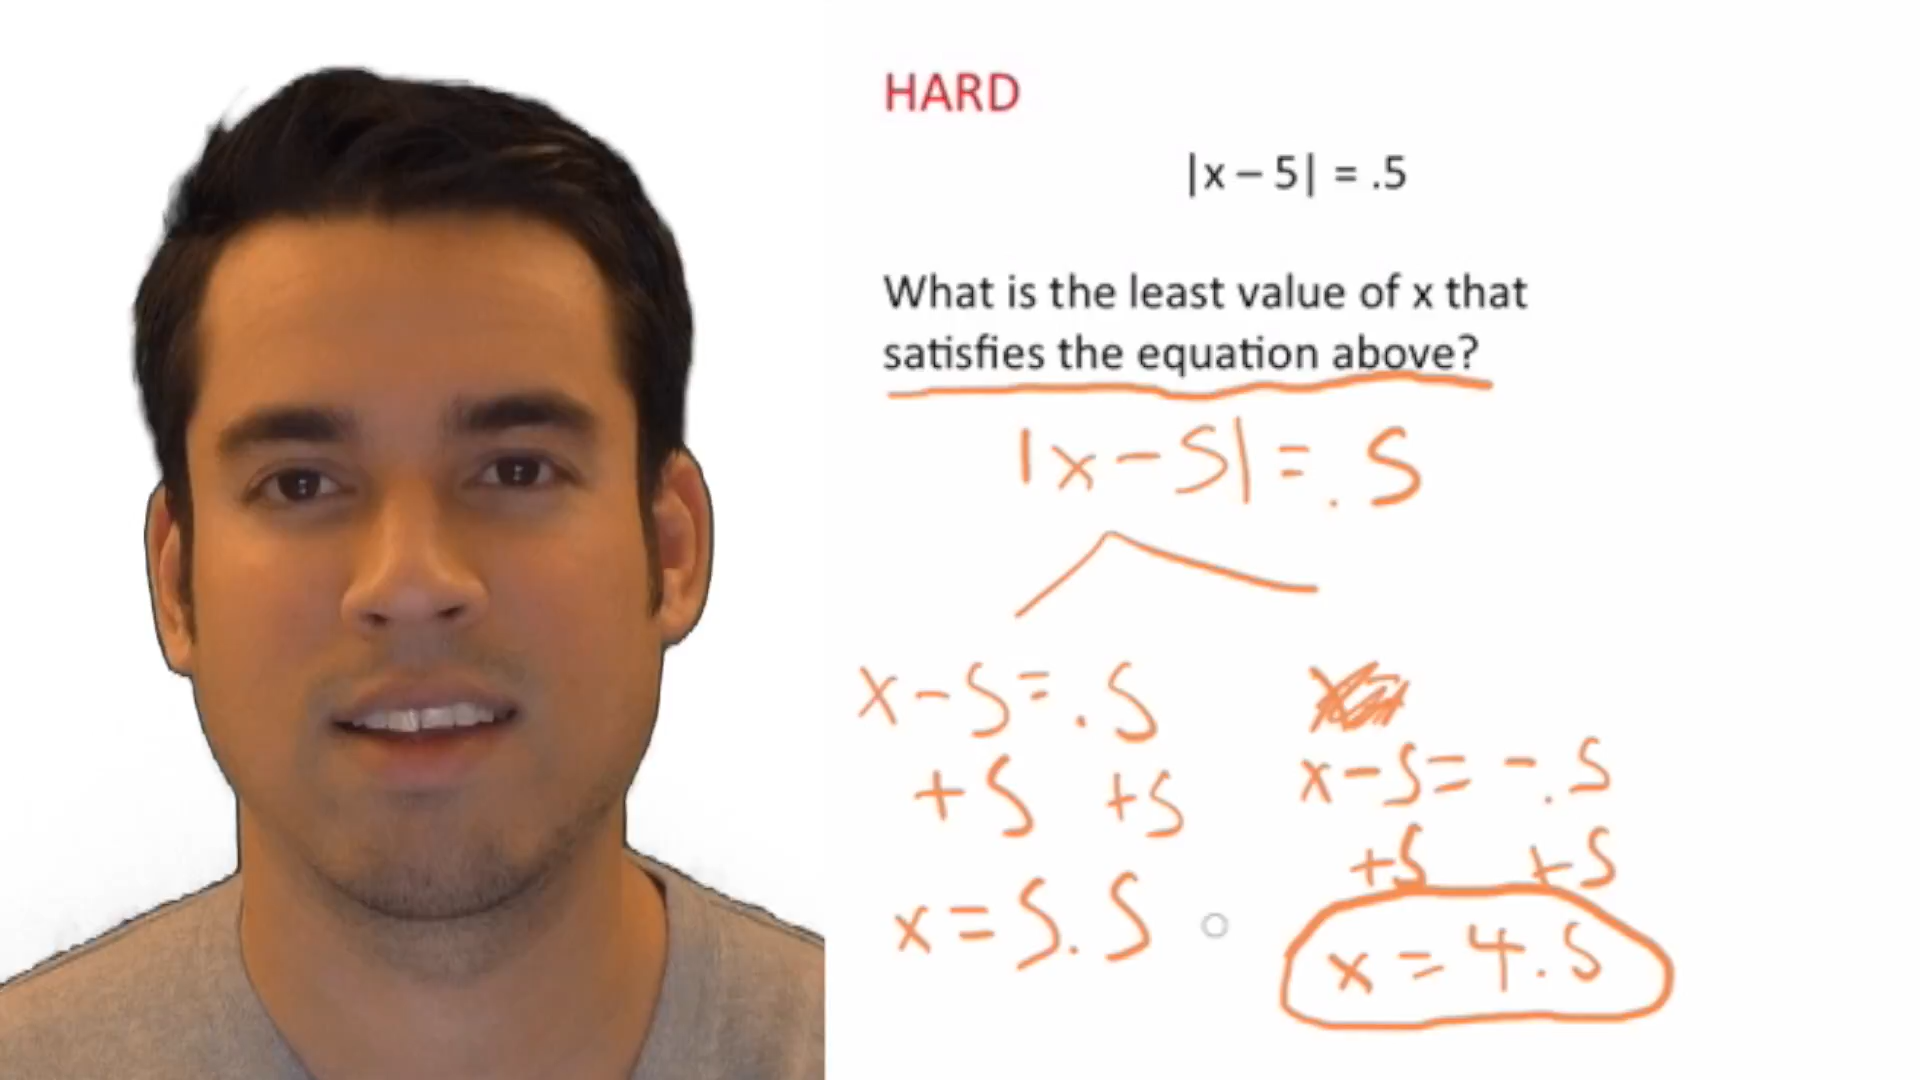 HARD
|x – 5| = .5
What is the least value of x that
satisfies the equation above?
|x - 5| = .5
x - 5 = .5
+5 +5
x = 5.5
x - 5 = -.5
+5 +5
x = 4.5